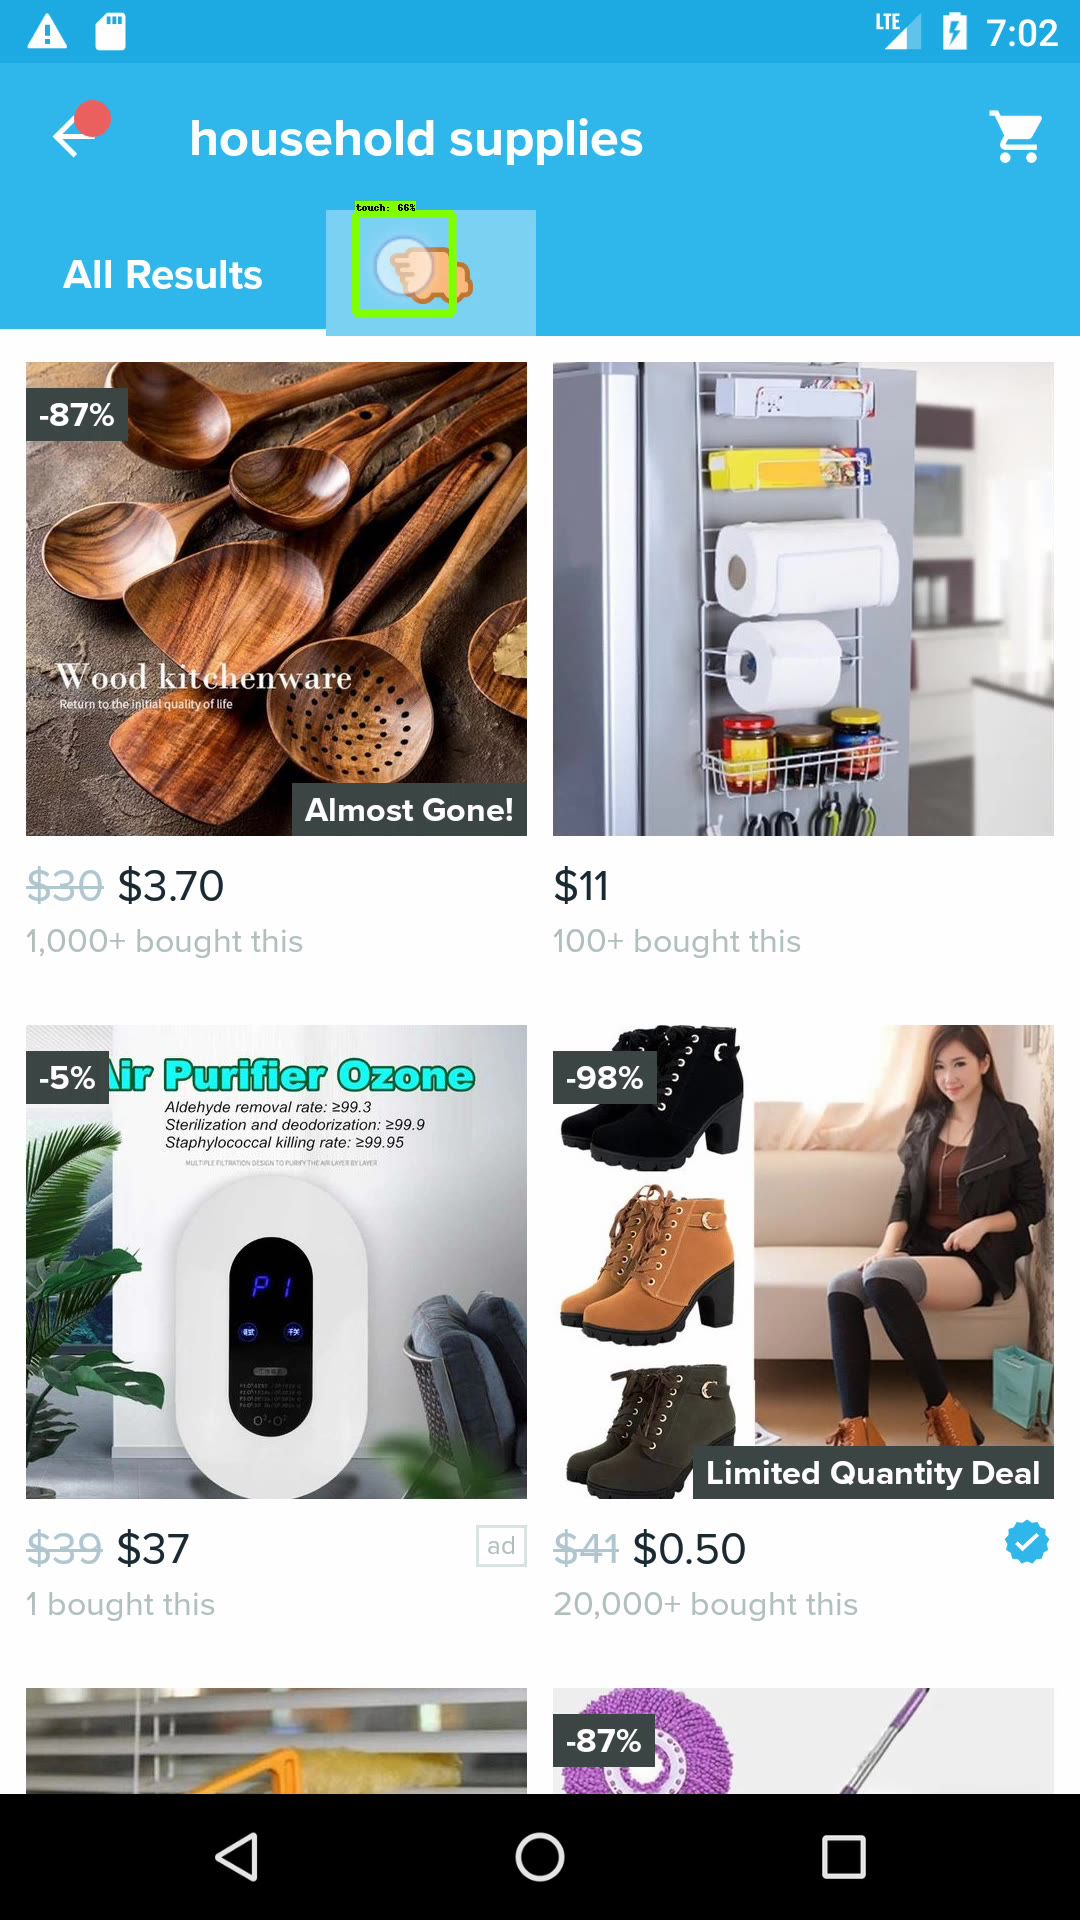 LTE
7:02
household supplies
touch: 66%
All Results
-87%
Wood kitchenware
Return to the initial quality of life
Almost Gone!
$30 $3.70
1,000+ bought this
$11
100+ bought this
-5%
Air Purifier Ozone
Aldehyde removal rate: ≥99.3
Sterilization and deodorization: ≥99.9
Staphylococcal killing rate: ≥99.95
MULTIPLE FILTRATION DESIGN TO PURIFY THE AIR LAYER BY LAYER
P1
-98%
Limited Quantity Deal
$39 $37
ad
1 bought this
$41 $0.50
20,000+ bought this
-87%